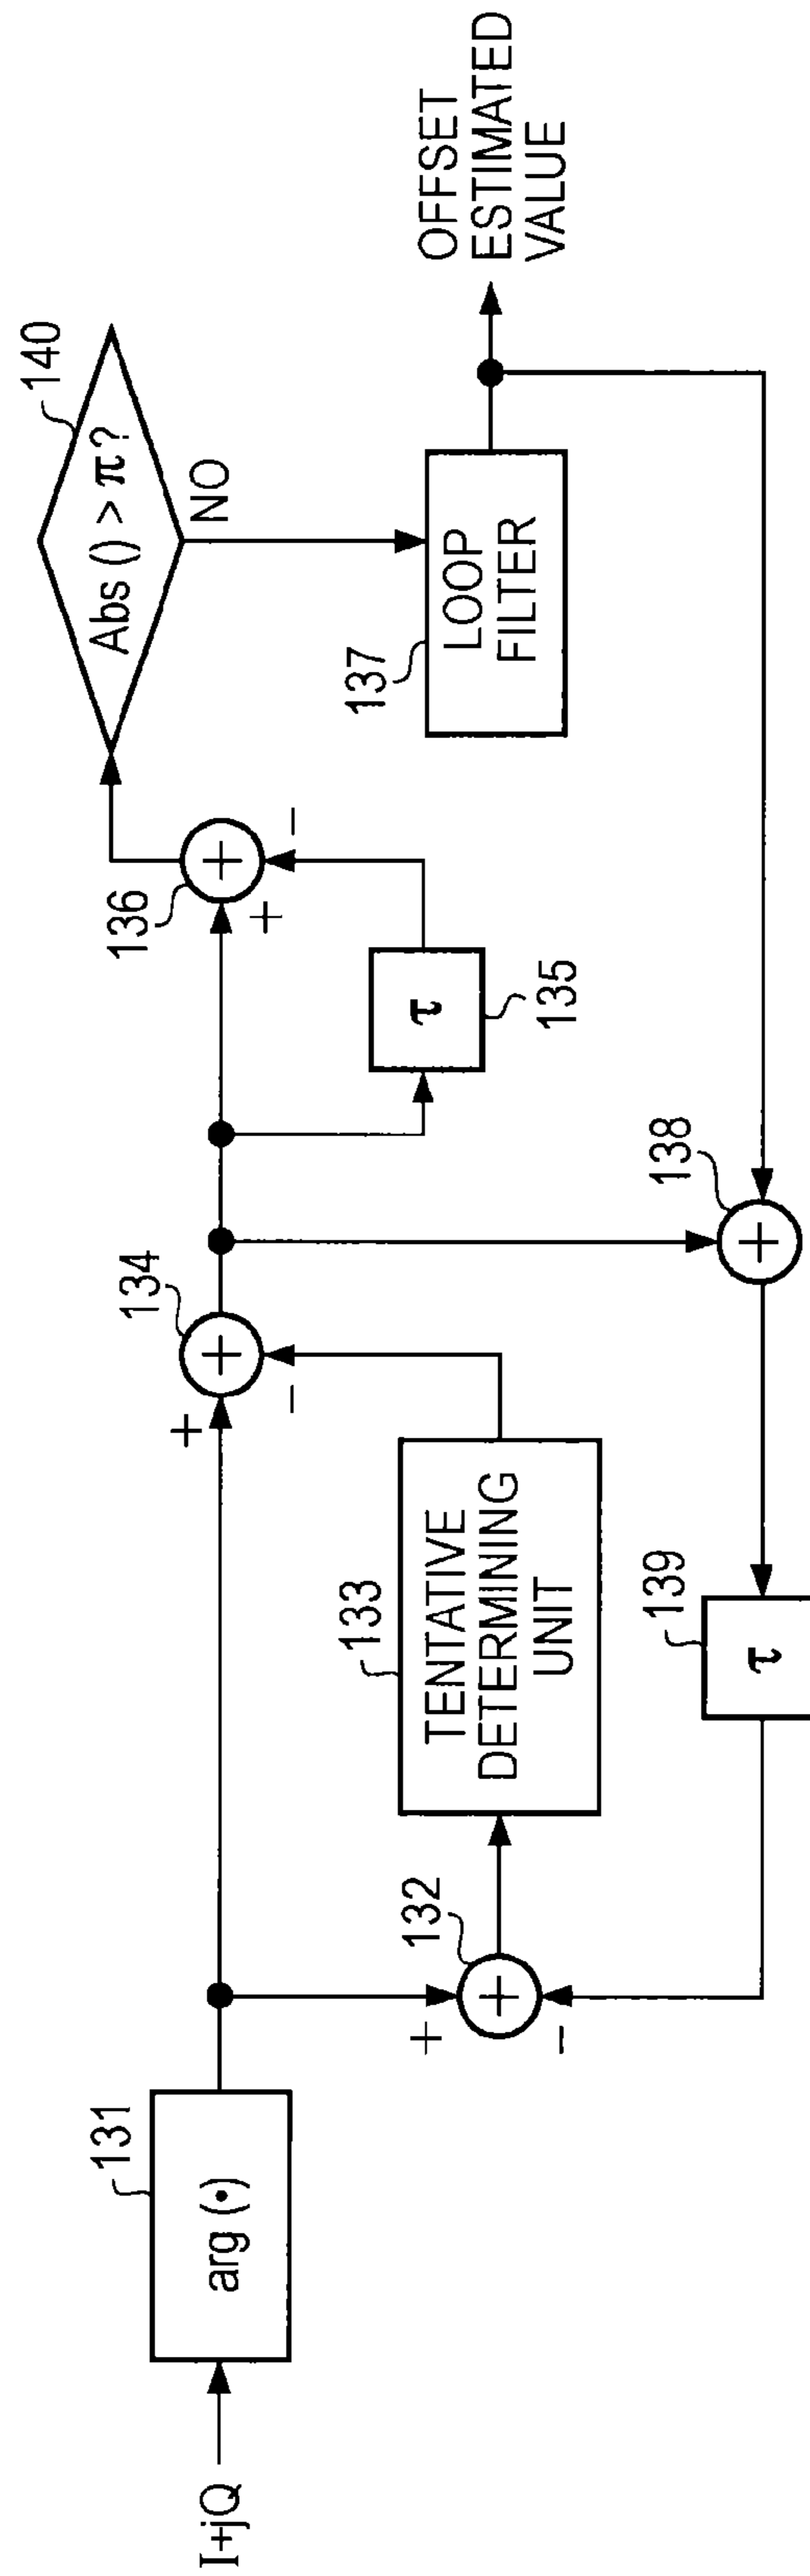 I+jQ
131
arg (•)
+
132
+
−
133
TENTATIVE
DETERMINING
UNIT
139
τ
134
+
+
−
138
+
135
τ
136
+
+
−
140
Abs () > π?
NO
137
LOOP
FILTER
OFFSET
ESTIMATED
VALUE